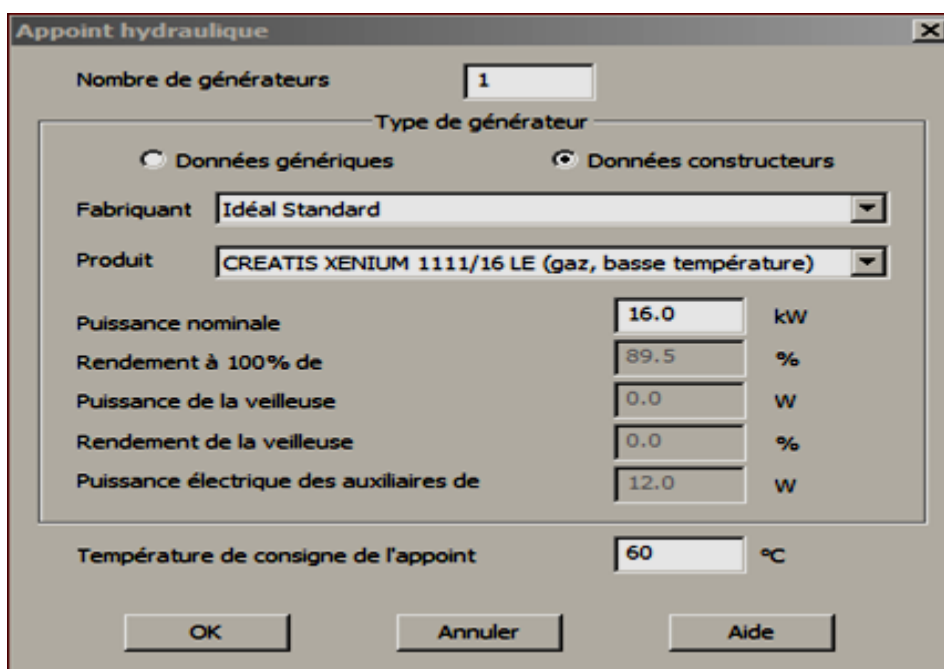 Appoint hydraulique
Nombre de générateurs 1
Type de générateur
Données génériques Données constructeurs
Fabriquant Idéal Standard
Produit CREATIS XENIUM 1111/16 LE (gaz, basse température)
Puissance nominale 16.0 kW
Rendement à 100% de 89.5 %
Puissance de la veilleuse 0.0 W
Rendement de la veilleuse 0.0 %
Puissance électrique des auxiliaires de 12.0 W
Température de consigne de l'appoint 60 °C
OK Annuler Aide